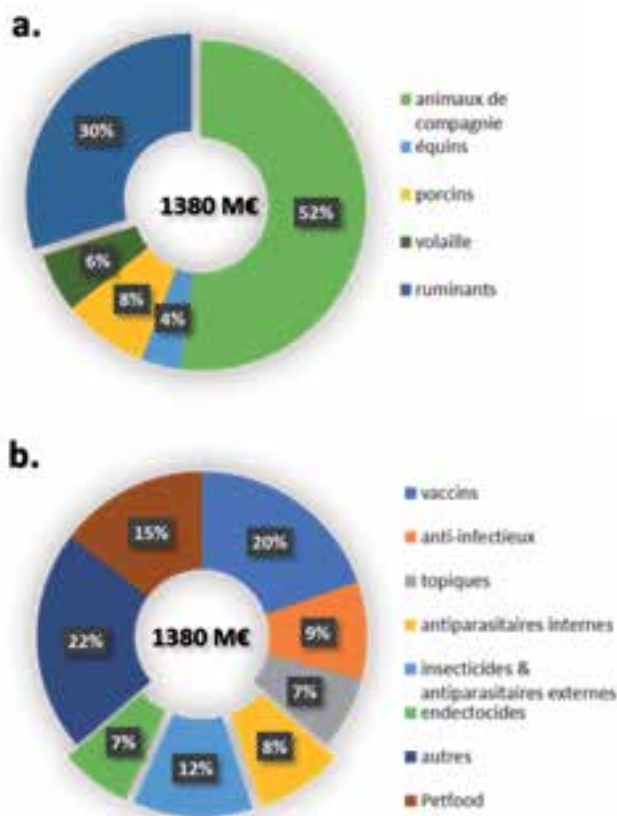 a.
30%
52%
6%
8%
4%
1380 M€
animaux de
compagnie
équins
porcins
volaille
ruminants
b.
15%
20%
22%
9%
7%
7%
8%
12%
1380 M€
vaccins
anti-infectieux
topiques
antiparasitaires internes
insecticides &
antiparasitaires externes
endectocides
autres
Petfood